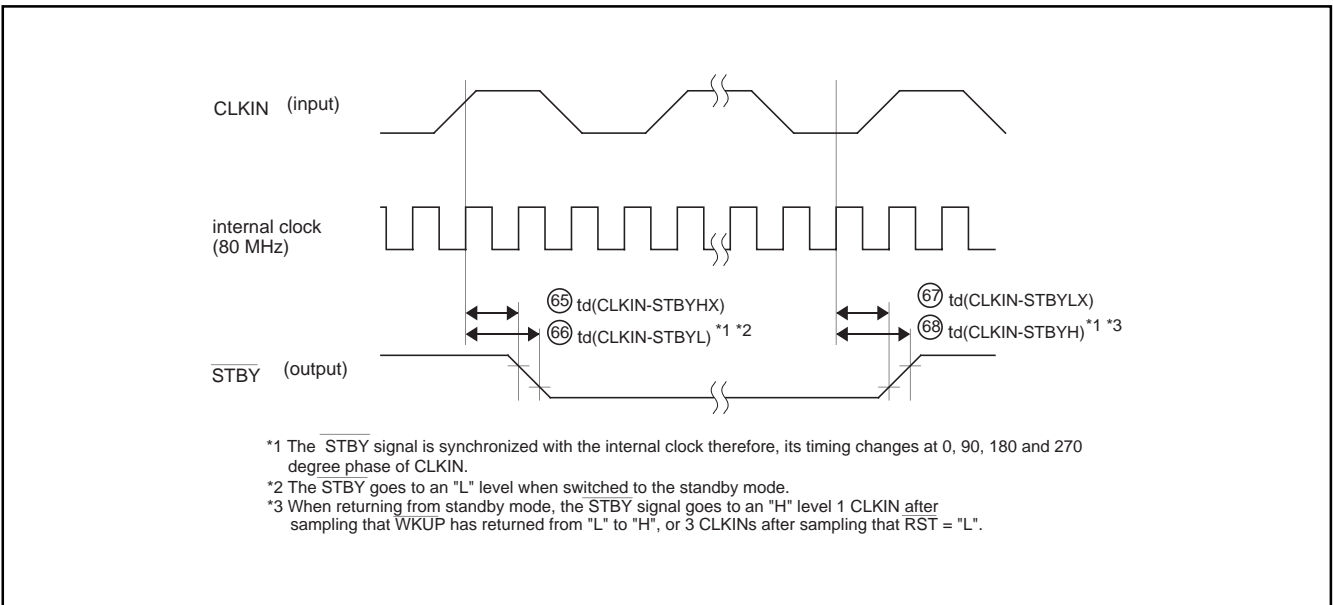 CLKIN (input)
internal clock
(80 MHz)
65 td(CLKIN-STBYHX)
66 td(CLKIN-STBYL) *1 *2
67 td(CLKIN-STBYLX)
68 td(CLKIN-STBYH) *1 *3
STBY (output)
*1 The STBY signal is synchronized with the internal clock therefore, its timing changes at 0, 90, 180 and 270
degree phase of CLKIN.
*2 The STBY goes to an "L" level when switched to the standby mode.
*3 When returning from standby mode, the STBY signal goes to an "H" level 1 CLKIN after
sampling that WKUP has returned from "L" to "H", or 3 CLKINs after sampling that RST = "L".